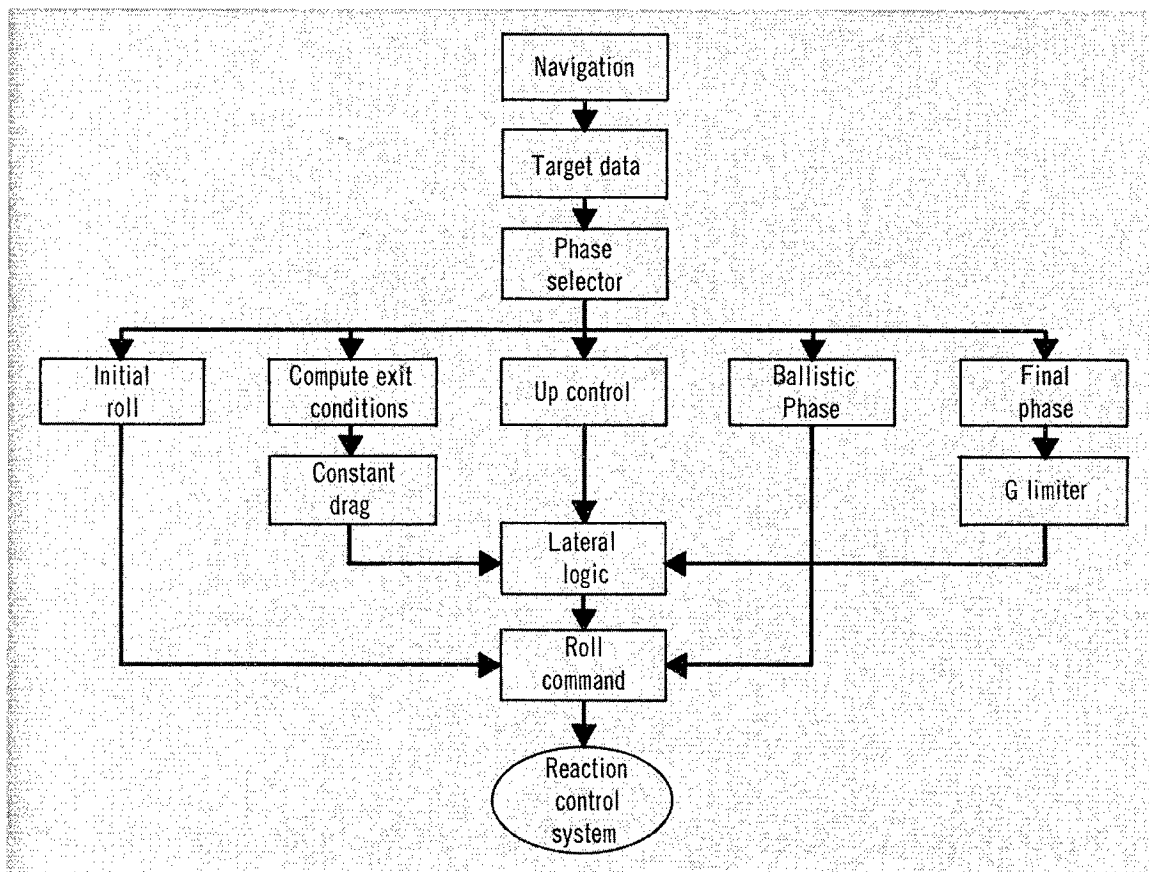 Navigation
Target data
Phase
selector
Initial
roll
Compute exit
conditions
Up control
Ballistic
Phase
Final
phase
Constant
drag
G limiter
Lateral
logic
Roll
command
Reaction
control
system